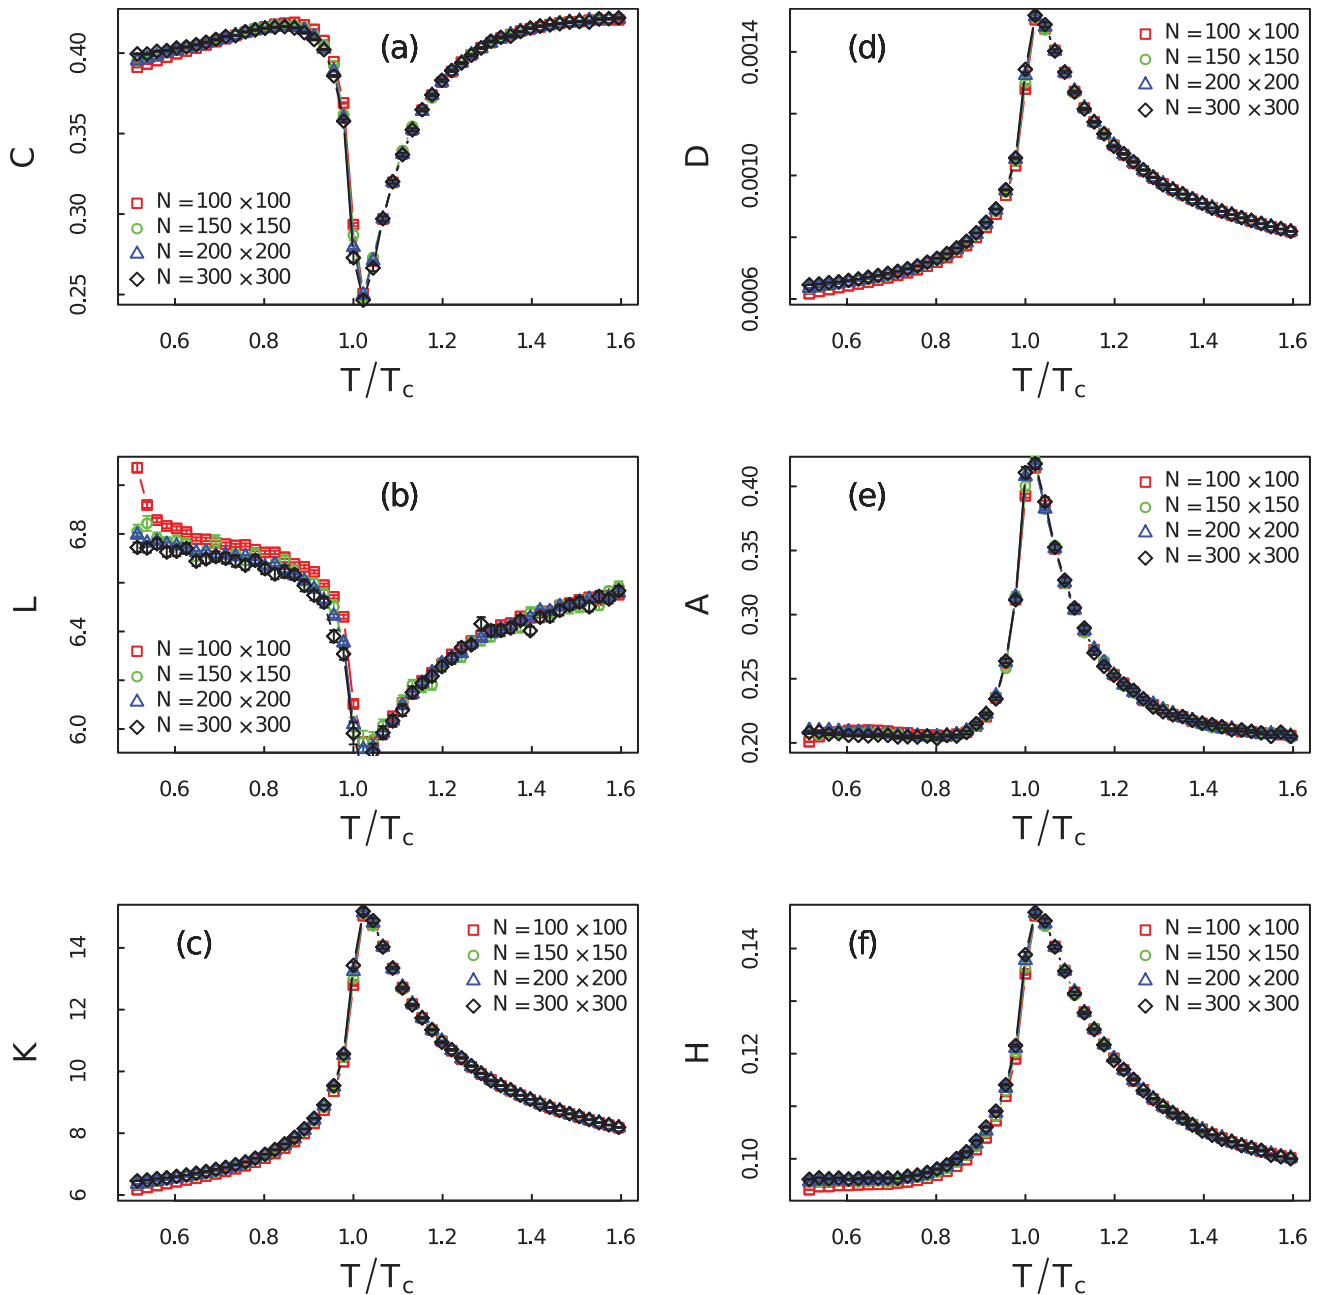 (a)
C
0.40
0.35
0.30
0.25
N = 100 × 100
N = 150 × 150
N = 200 × 200
N = 300 × 300
0.6 0.8 1.0 1.2 1.4 1.6
T / Tc
(d)
D
0.0014
0.0010
0.0006
N = 100 × 100
N = 150 × 150
N = 200 × 200
N = 300 × 300
0.6 0.8 1.0 1.2 1.4 1.6
T / Tc
(b)
L
6.8
6.4
6.0
N = 100 × 100
N = 150 × 150
N = 200 × 200
N = 300 × 300
0.6 0.8 1.0 1.2 1.4 1.6
T / Tc
(e)
A
0.40
0.35
0.30
0.25
0.20
N = 100 × 100
N = 150 × 150
N = 200 × 200
N = 300 × 300
0.6 0.8 1.0 1.2 1.4 1.6
T / Tc
(c)
K
14
12
10
8
6
N = 100 × 100
N = 150 × 150
N = 200 × 200
N = 300 × 300
0.6 0.8 1.0 1.2 1.4 1.6
T / Tc
(f)
H
0.14
0.12
0.10
N = 100 × 100
N = 150 × 150
N = 200 × 200
N = 300 × 300
0.6 0.8 1.0 1.2 1.4 1.6
T / Tc